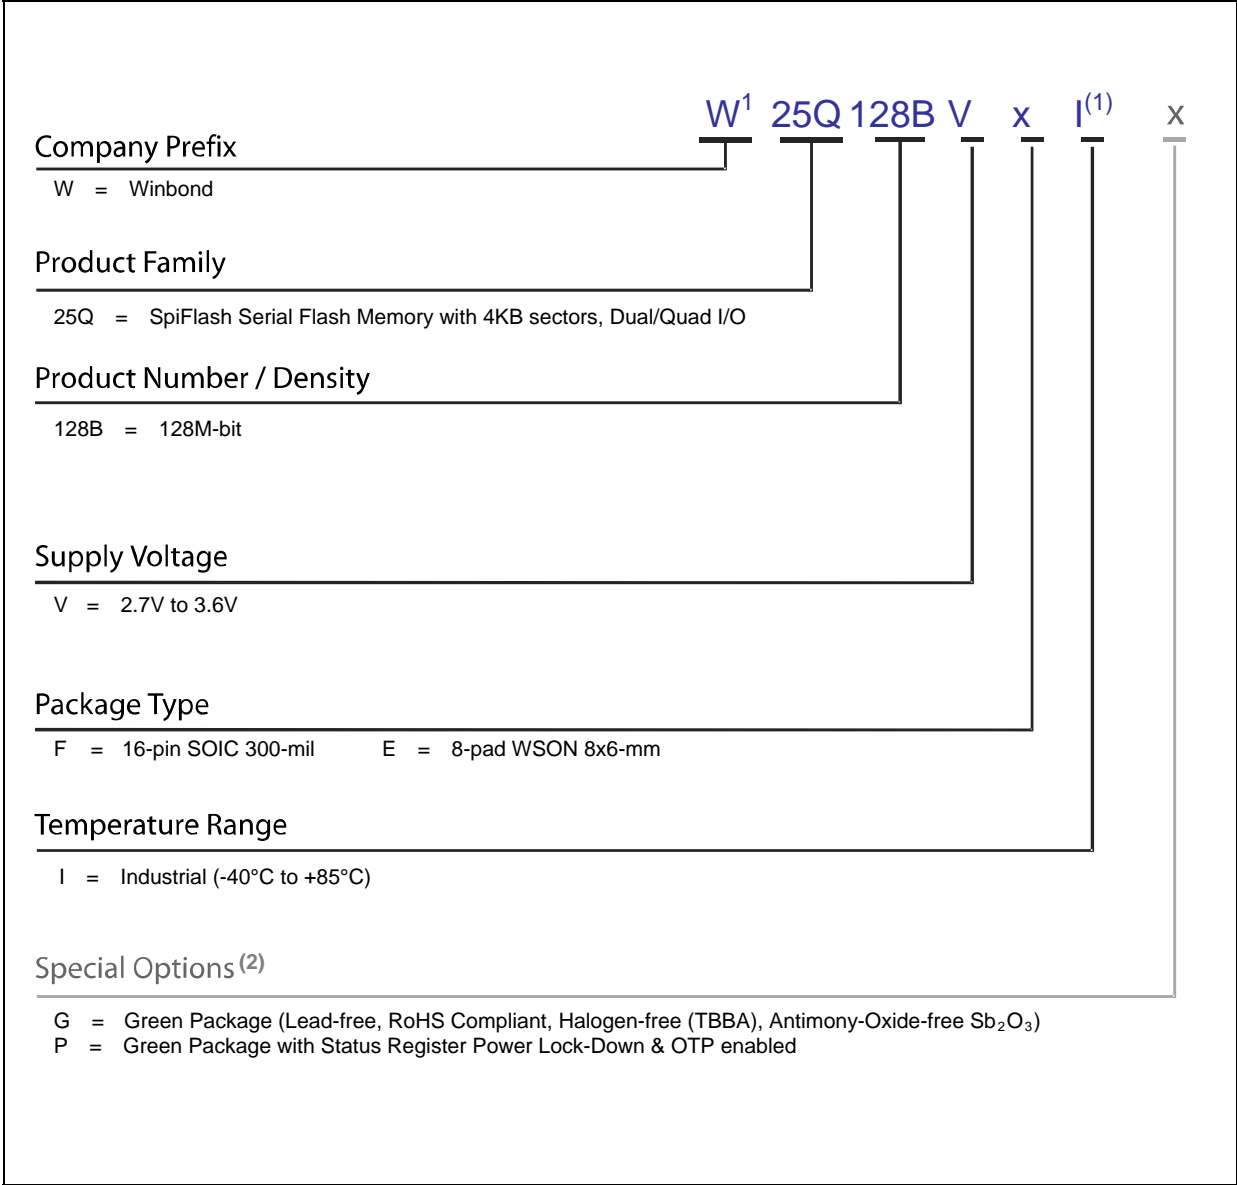 W¹ 25Q 128B V x I⁽¹⁾ x
Company Prefix
W = Winbond
Product Family
25Q = SpiFlash Serial Flash Memory with 4KB sectors, Dual/Quad I/O
Product Number / Density
128B = 128M-bit
Supply Voltage
V = 2.7V to 3.6V
Package Type
F = 16-pin SOIC 300-mil E = 8-pad WSON 8x6-mm
Temperature Range
I = Industrial (-40°C to +85°C)
Special Options (2)
G = Green Package (Lead-free, RoHS Compliant, Halogen-free (TBBA), Antimony-Oxide-free Sb₂O₃)
P = Green Package with Status Register Power Lock-Down & OTP enabled